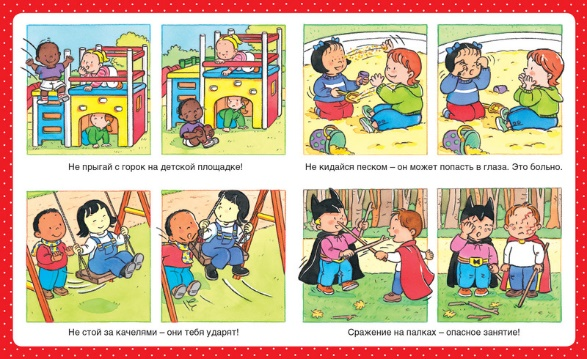 Не прыгай с горок на детской площадке!
Не кидайся песком – он может попасть в глаза. Это больно.
Не стой за качелями – они тебя ударят!
Сражение на палках – опасное занятие!